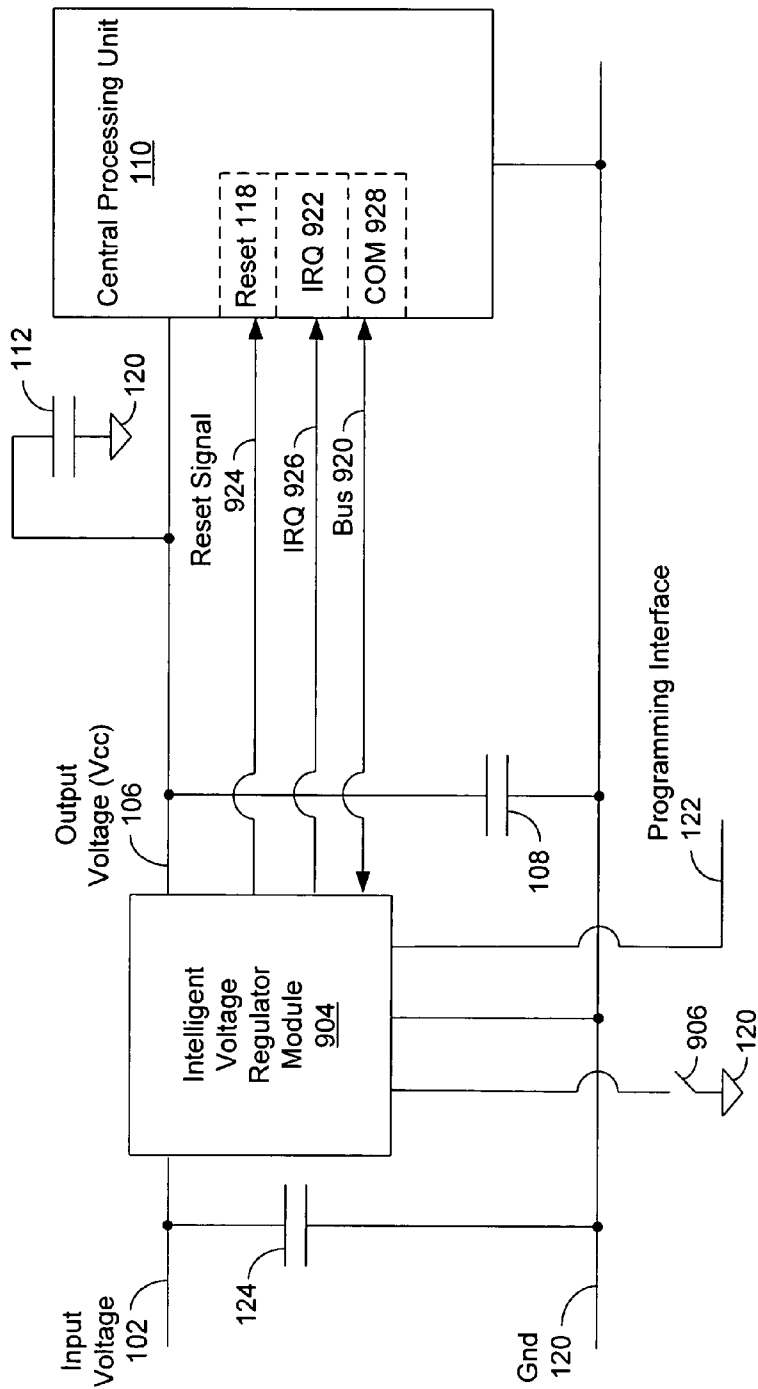 Input
Voltage
102
124
Gnd
120
Intelligent
Voltage
Regulator
Module
904
906
120
Output
Voltage (Vcc)
106
108
Programming Interface
122
Reset Signal
924
IRQ 926
Bus 920
112
120
Central Processing Unit
110
Reset 118
IRQ 922
COM 928